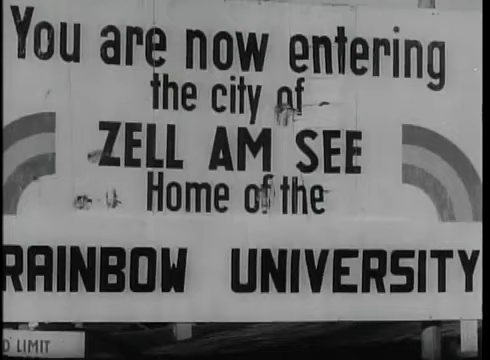 You are now entering
the city of
ZELL AM SEE
Home of the
RAINBOW UNIVERSITY
LIMIT